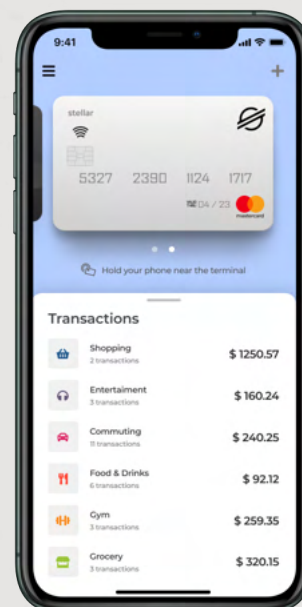 9:41
stellar
5327 2390 1124 1717
04 / 23
mastercard
Hold your phone near the terminal
Transactions
Shopping
2 transactions
$ 1250.57
Entertaiment
3 transactions
$ 160.24
Commuting
11 transactions
$ 240.25
Food & Drinks
6 transactions
$ 92.12
Gym
3 transactions
$ 259.35
Grocery
3 transactions
$ 320.15